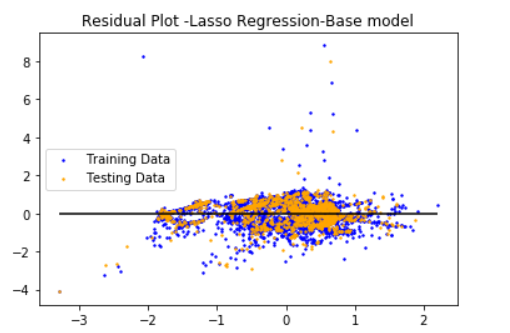 Residual Plot -Lasso Regression-Base model
8
6
4
Training Data
Testing Data
2
0
−2
−4
−3 −2 −1 0 1 2